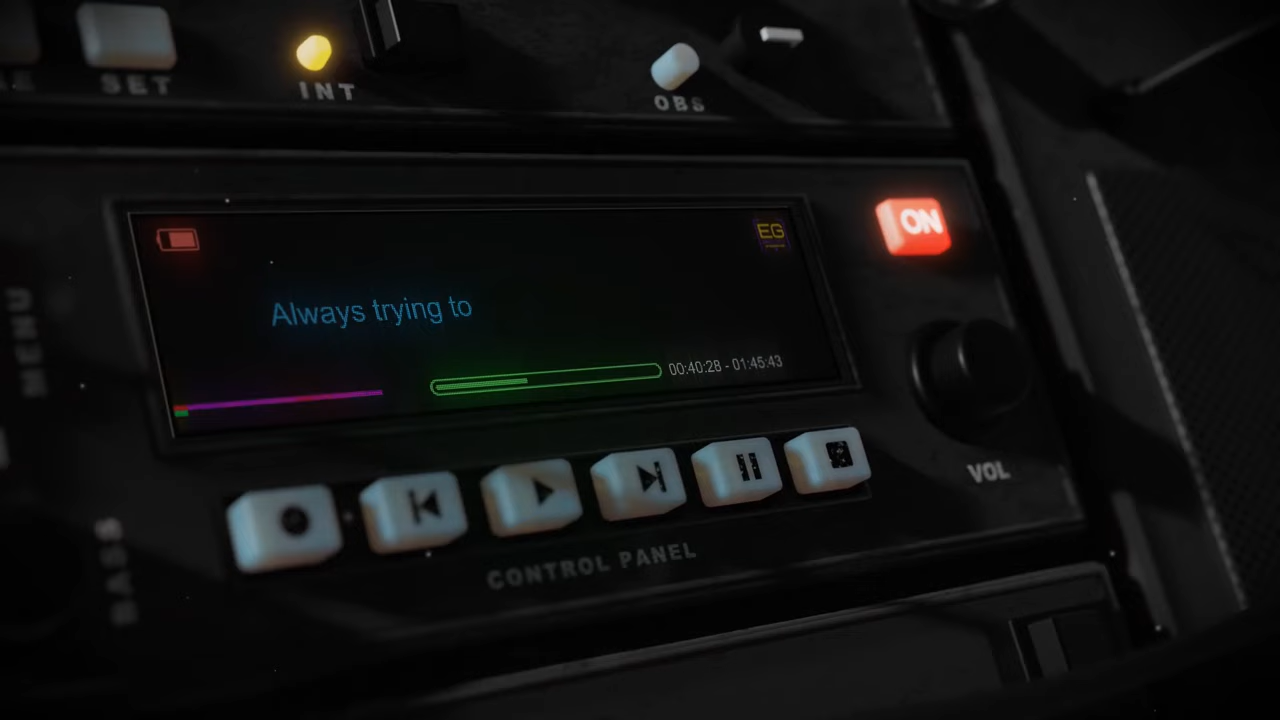 SET
INT
OBS
ON
EG
Always trying to
00:40:28 - 01:45:43
MENU
VOL
BASS
CONTROL PANEL